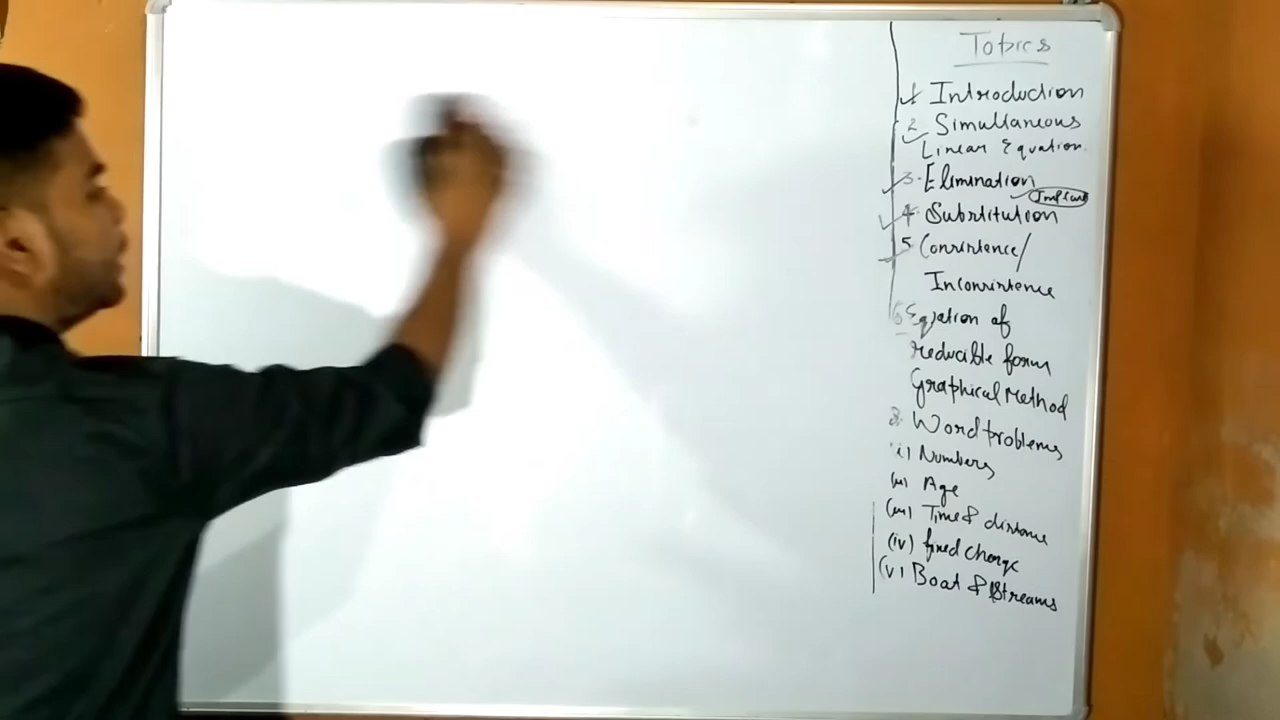 Topics
1 Introduction
2 Simultaneous
Linear Equation
3. Elimination
4. Substitution
5 Consistence/
Inconsistence
6 Equation of
reducible form
Graphical Method
8. Word problems
(i) Numbers
(ii) Age
(iii) Time & distance
(iv) fixed charge
(v) Boat & Streams